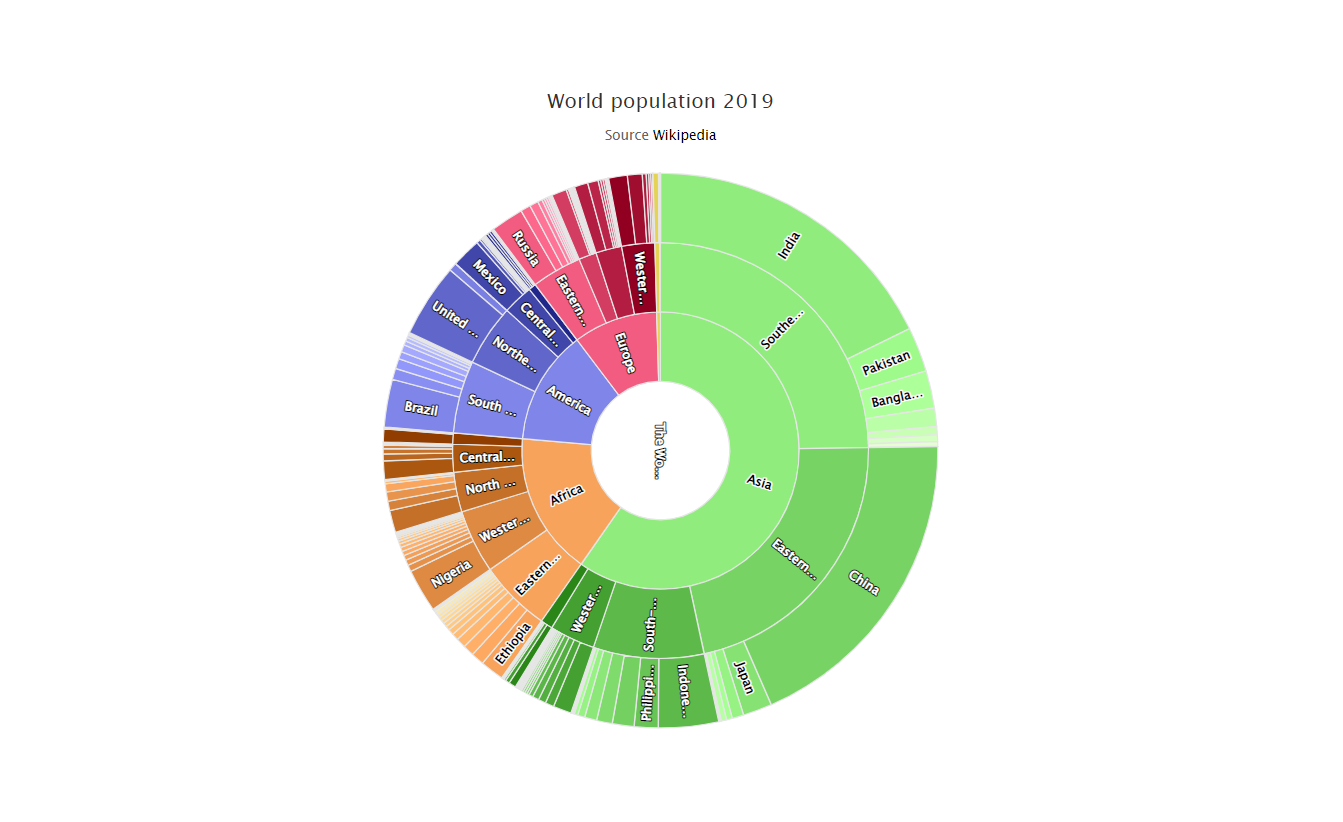 World population 2019
Source Wikipedia
The Wo…
Asia
Southe…
India
Pakistan
Bangla…
Eastern…
China
Japan
South-…
Indone…
Philippi…
Wester…
Africa
Eastern…
Ethiopia
Wester…
Nigeria
North …
Central…
America
South …
Brazil
Northe…
United …
Central…
Mexico
Europe
Eastern…
Russia
Wester…